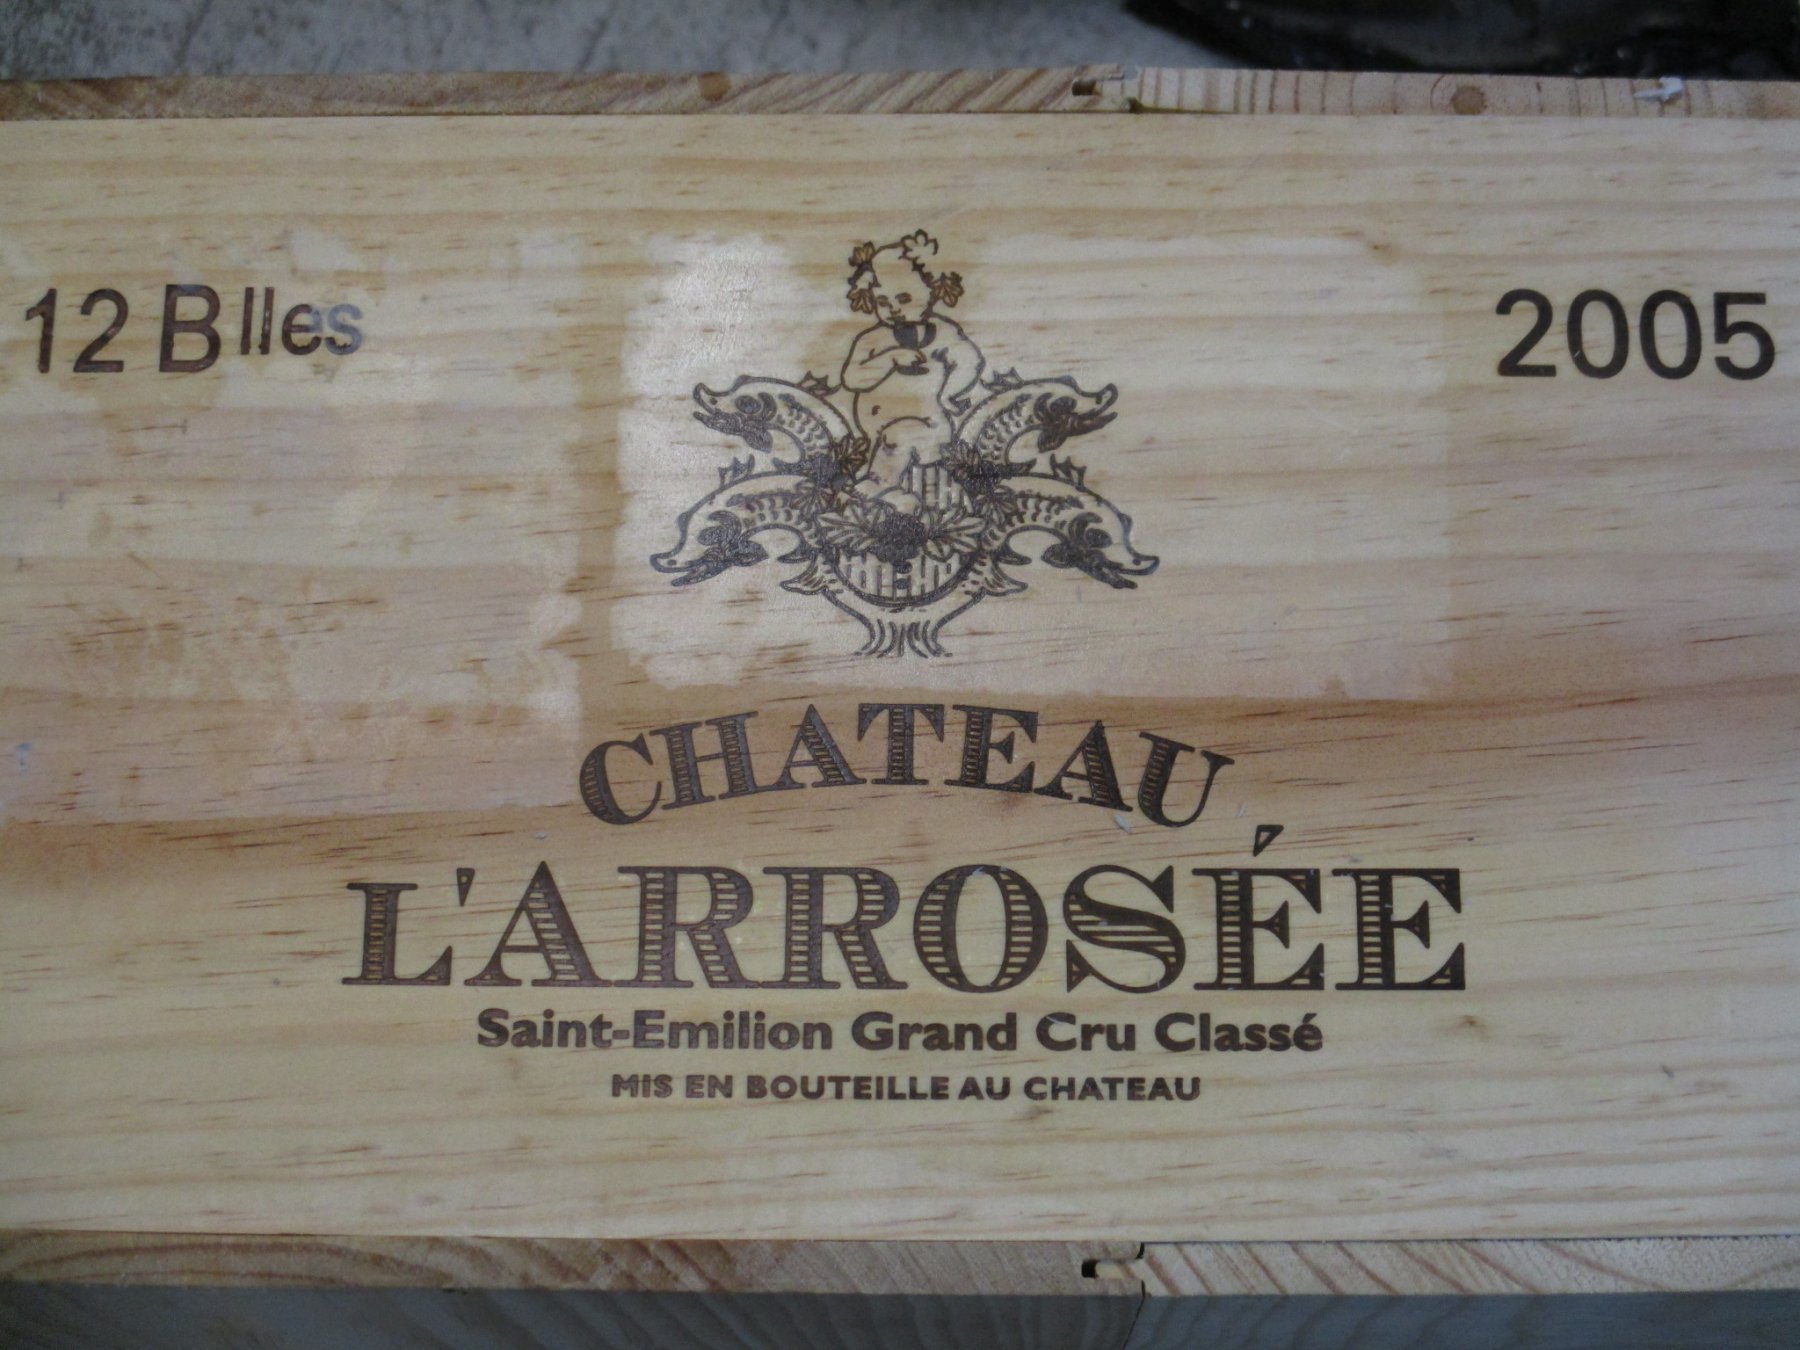 12 Blles
2005
CHATEAU
L'ARROSÉE
Saint-Emilion Grand Cru Classé
MIS EN BOUTEILLE AU CHATEAU